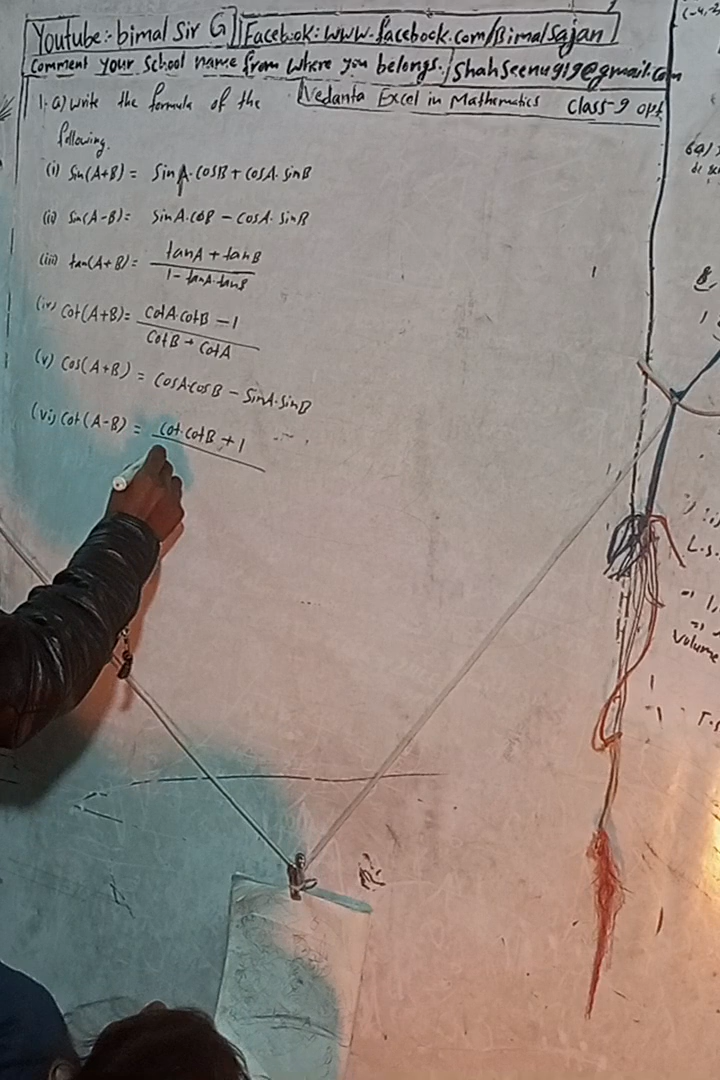 Youtube:- bimal Sir G
Facebook: www.facebook.com/Bimalsajan
Comment your School name from where you belongs. /Shahseenu919@gmail.com
1. a) Write the formula of the
Vedanta Excel in Mathematics Class-9 opt
following.
(i) Sin(A+B) = SinA.COSB + COSA.SinB
(ii) Sin(A-B) = SinA.COB - COSA.SinB
(iii) tan(A+B) = tanA + tanB
1 - tanA.tanB
(iv) Cot(A+B) = CotA.CotB - 1
CotB + CotA
(v) Cos(A+B) = CosA.CosB - SinA.SinB
(vi) Cot(A-B) = Cot.CotB + 1
8.
L.S.
Volume